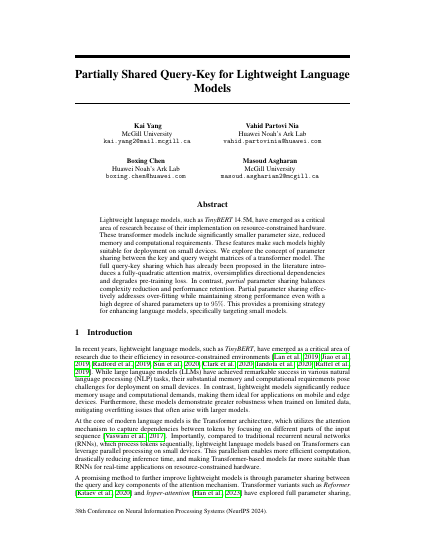 Partially Shared Query-Key for Lightweight Language
Models
Kai Yang
McGill University
kai.yang2@mail.mcgill.ca
Vahid Partovi Nia
Huawei Noah's Ark Lab
vahid.partovinia@huawei.com
Boxing Chen
Huawei Noah's Ark Lab
boxing.chen@huawei.com
Masoud Asgharian
McGill University
masoud.asgharian2@mcgill.ca
Abstract
Lightweight language models, such as TinyBERT 14.5M, have emerged as a critical
area of research because of their implementation on resource-constrained hardware.
These transformer models include significantly smaller parameter size, reduced
memory and computational requirements. These features make such models highly
suitable for deployment on small devices. We explore the concept of parameter
sharing between the key and query weight matrices of a transformer model. The
full query-key sharing which has already been proposed in the literature intro-
duces a fully-quadratic attention matrix, oversimplifies directional dependencies
and degrades pre-training loss. In contrast, partial parameter sharing balances
complexity reduction and performance retention. Partial parameter sharing effec-
tively addresses over-fitting while maintaining strong performance even with a
high degree of shared parameters up to 95%. This provides a promising strategy
for enhancing language models, specifically targeting small models.
1 Introduction
In recent years, lightweight language models, such as TinyBERT, have emerged as a critical area of
research due to their efficiency in resource-constrained environments [Lan et al., 2019, Jiao et al.,
2019, Radford et al., 2019, Sun et al., 2020, Clark et al., 2020, Iandola et al., 2020, Raffel et al.,
2019]. While large language models (LLMs) have achieved remarkable success in various natural
language processing (NLP) tasks, their substantial memory and computational requirements pose
challenges for deployment on small devices. In contrast, lightweight models significantly reduce
memory usage and computational demands, making them ideal for applications on mobile and edge
devices. Furthermore, these models demonstrate greater robustness when trained on limited data,
mitigating overfitting issues that often arise with larger models.
At the core of modern language models is the Transformer architecture, which utilizes the attention
mechanism to capture dependencies between tokens by focusing on different parts of the input
sequence [Vaswani et al., 2017]. Importantly, compared to traditional recurrent neural networks
(RNNs), which process tokens sequentially, lightweight language models based on Transformers can
leverage parallel processing on small devices. This parallelism enables more efficient computation,
drastically reducing inference time, and making Transformer-based models far more suitable than
RNNs for real-time applications on resource-constrained hardware.
A promising method to further improve lightweight models is through parameter sharing between
the query and key components of the attention mechanism. Transformer variants such as Reformer
[Kitaev et al., 2020] and hyper-attention [Han et al., 2023] have explored full parameter sharing,
38th Conference on Neural Information Processing Systems (NeurIPS 2024).